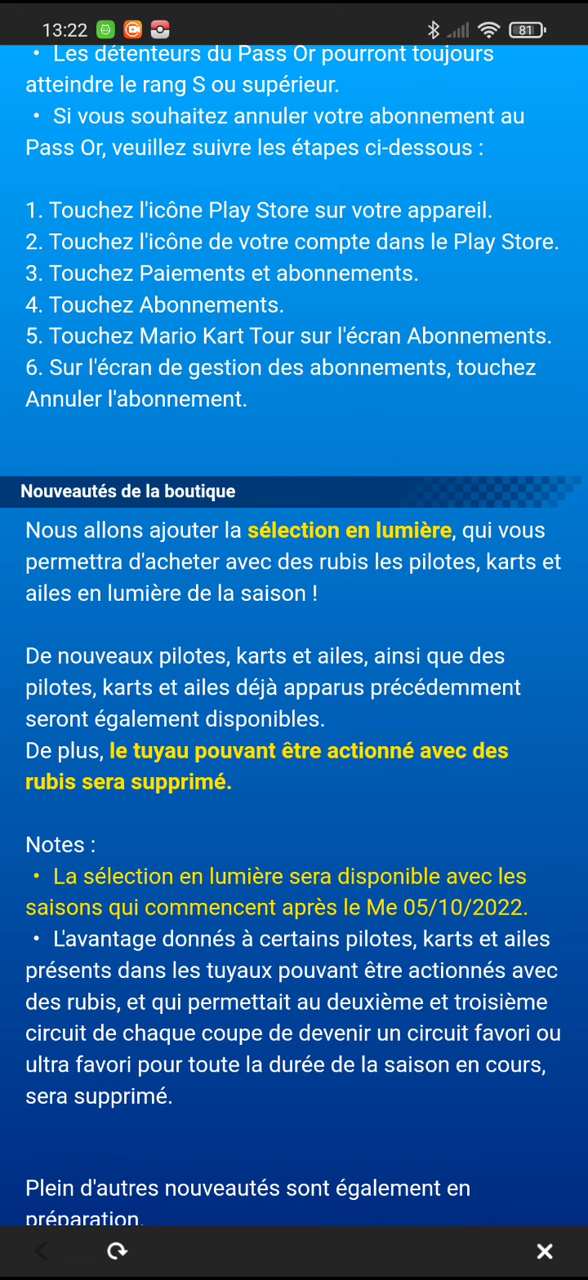 13:22
81
• Les détenteurs du Pass Or pourront toujours
atteindre le rang S ou supérieur.
• Si vous souhaitez annuler votre abonnement au
Pass Or, veuillez suivre les étapes ci-dessous :
1. Touchez l'icône Play Store sur votre appareil.
2. Touchez l'icône de votre compte dans le Play Store.
3. Touchez Paiements et abonnements.
4. Touchez Abonnements.
5. Touchez Mario Kart Tour sur l'écran Abonnements.
6. Sur l'écran de gestion des abonnements, touchez
Annuler l'abonnement.
Nouveautés de la boutique
Nous allons ajouter la sélection en lumière, qui vous
permettra d'acheter avec des rubis les pilotes, karts et
ailes en lumière de la saison !
De nouveaux pilotes, karts et ailes, ainsi que des
pilotes, karts et ailes déjà apparus précédemment
seront également disponibles.
De plus, le tuyau pouvant être actionné avec des
rubis sera supprimé.
Notes :
• La sélection en lumière sera disponible avec les
saisons qui commencent après le Me 05/10/2022.
• L'avantage donnés à certains pilotes, karts et ailes
présents dans les tuyaux pouvant être actionnés avec
des rubis, et qui permettait au deuxième et troisième
circuit de chaque coupe de devenir un circuit favori ou
ultra favori pour toute la durée de la saison en cours,
sera supprimé.
Plein d'autres nouveautés sont également en
préparation.